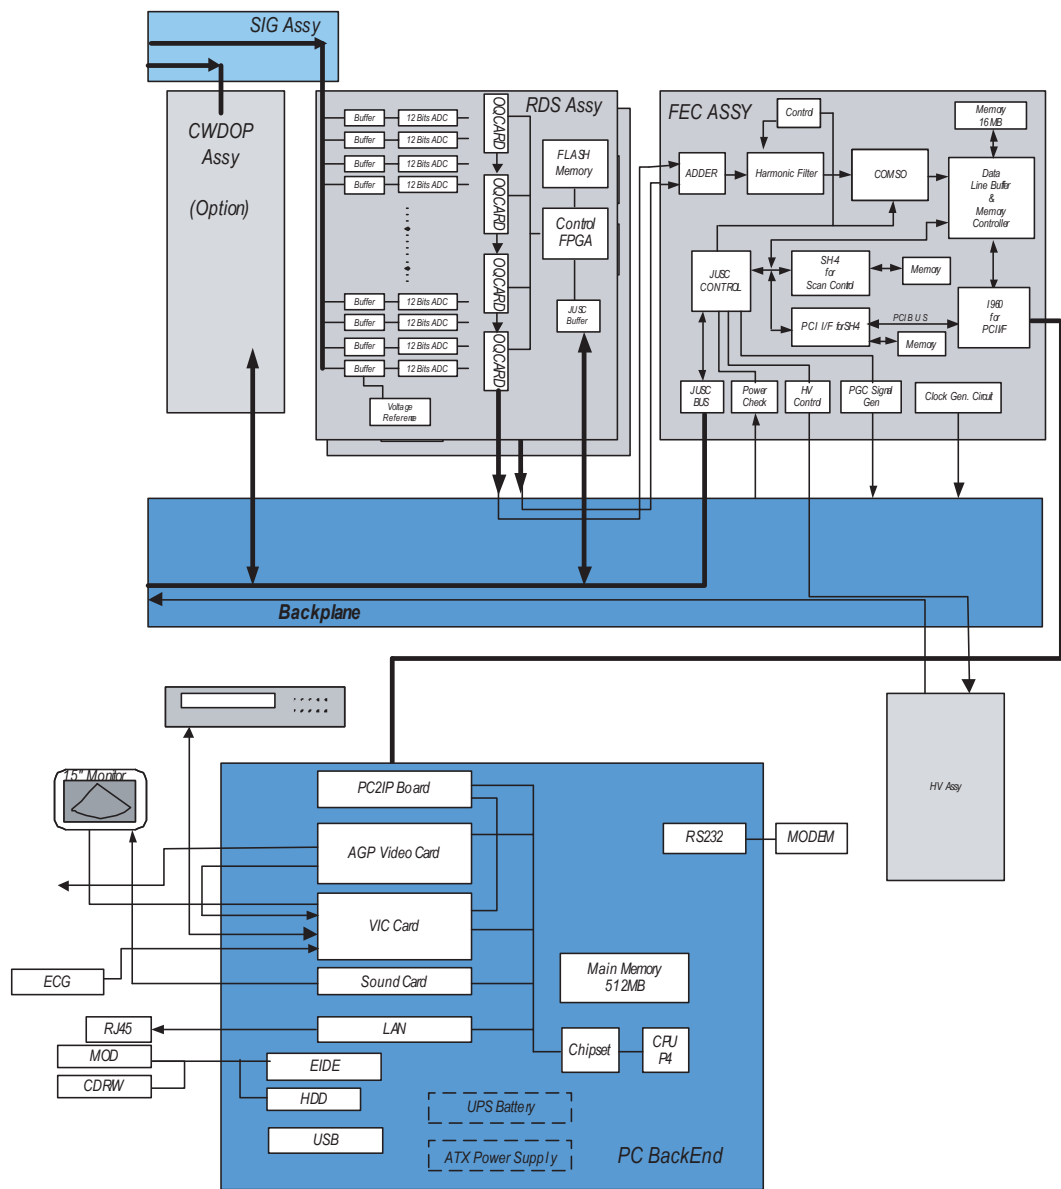 SIG Assy
CWDOP
Assy
(Option)
RDS Assy
Buffer
12 Bits ADC
Buffer
12 Bits ADC
Buffer
12 Bits ADC
Buffer
12 Bits ADC
Buffer
12 Bits ADC
Buffer
12 Bits ADC
Buffer
12 Bits ADC
Buffer
12 Bits ADC
Voltage
Reference
OQCARD
OQCARD
OQCARD
OQCARD
FLASH
Memory
Control
FPGA
JUSC
Buffer
FEC ASSY
Control
Memory
16MB
ADDER
Harmonic Filter
COMSO
Data
Line Buffer
&
Memory
Controller
JUSC
CONTROL
SH-4
for
Scan Control
Memory
PCI I/F forSH4
PCI BUS
Memory
I960
for
PCI I/F
JUSC
BUS
Power
Check
HV
Control
PGC Signal
Gen
Clock Gen. Circuit
Backplane
HV Assy
15" Monitor
PC2IP Board
AGP Video Card
VIC Card
Sound Card
LAN
EIDE
HDD
USB
RS232
MODEM
Main Memory
512MB
Chipset
CPU
P4
UPS Battery
ATX Power Supply
PC BackEnd
ECG
RJ45
MOD
CDRW